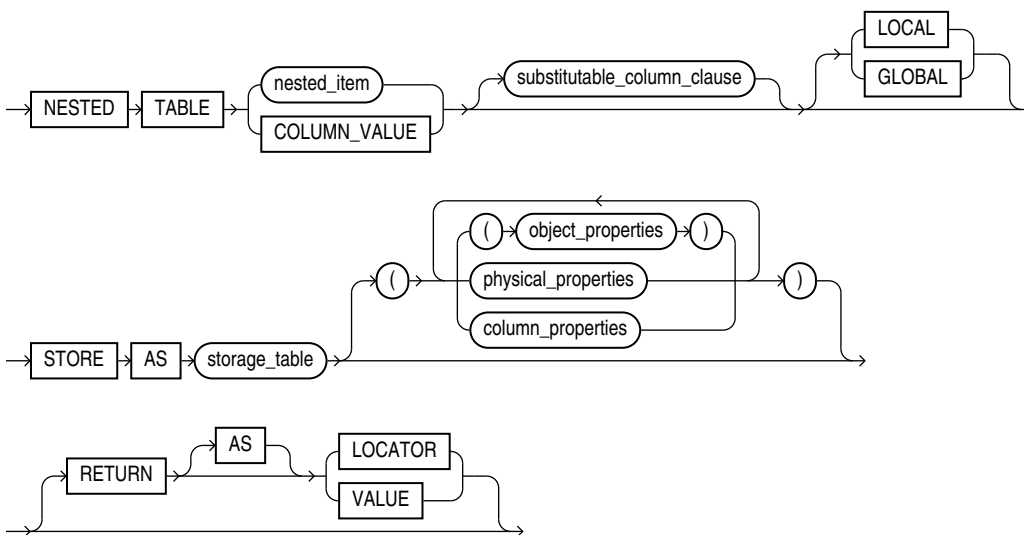 LOCAL
nested_item substitutable_column_clause GLOBAL
NESTED TABLE
COLUMN_VALUE
( object_properties )
( physical_properties )
column_properties
STORE AS storage_table
AS LOCATOR
RETURN
VALUE